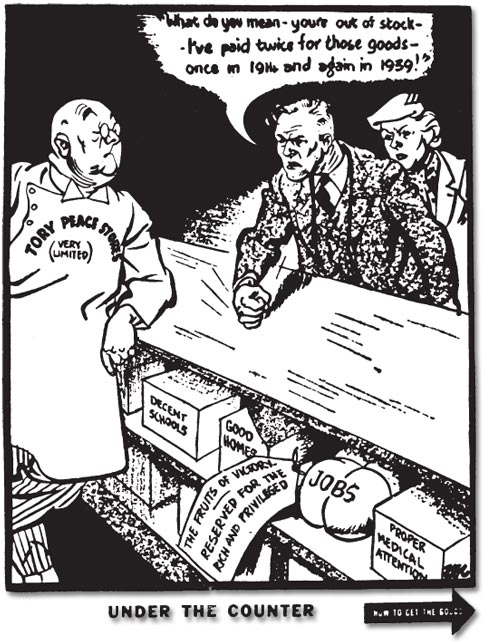 "What do you mean - you're out of stock -
- I've paid twice for those goods -
once in 1914 and again in 1939!"
TORY PEACE STORES
(VERY
LIMITED)
DECENT
SCHOOLS
GOOD
HOMES
THE FRUITS OF VICTORY.
RESERVED FOR THE
RICH AND PRIVILEGED
JOBS
PROPER
MEDICAL
ATTENTION
UNDER THE COUNTER
HOW TO GET THE GOODS